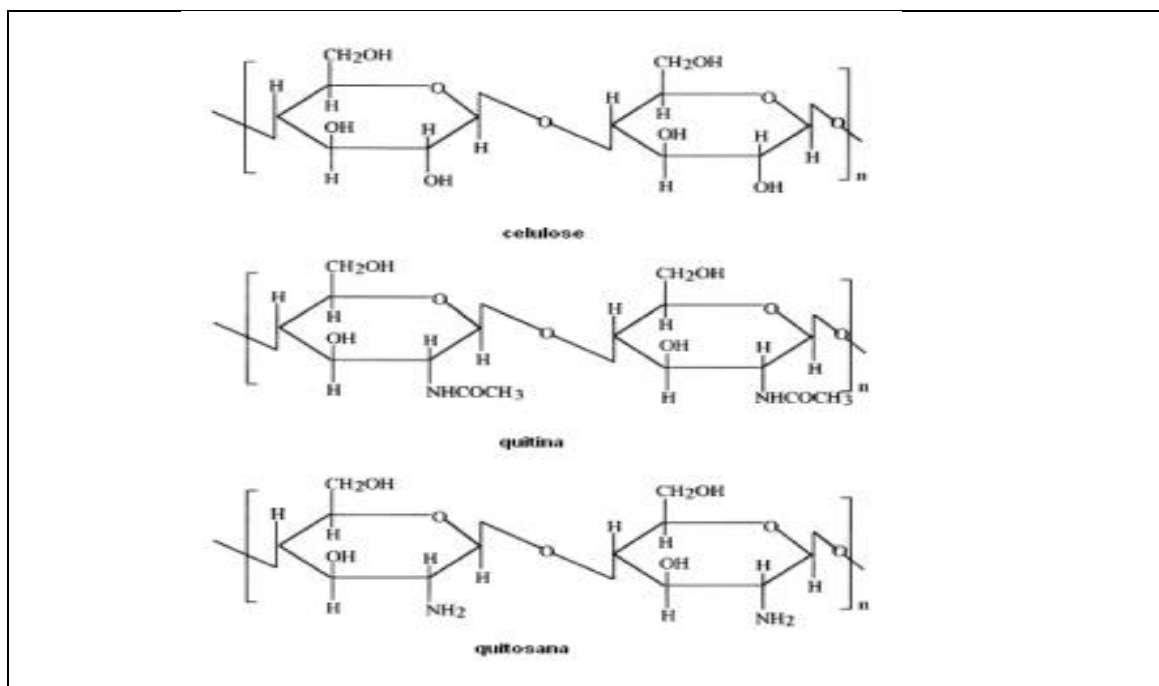 CH2OH CH2OH
H O H O
H H
OH H O OH H O
H H
H OH H OH n
celulose
CH2OH CH2OH
H O H O
H H
OH H O OH H O
H H
H NHCOCH3 H NHCOCH3 n
quitina
CH2OH CH2OH
H O H O
H H
OH H O OH H O
H H
H NH2 H NH2 n
quitosana